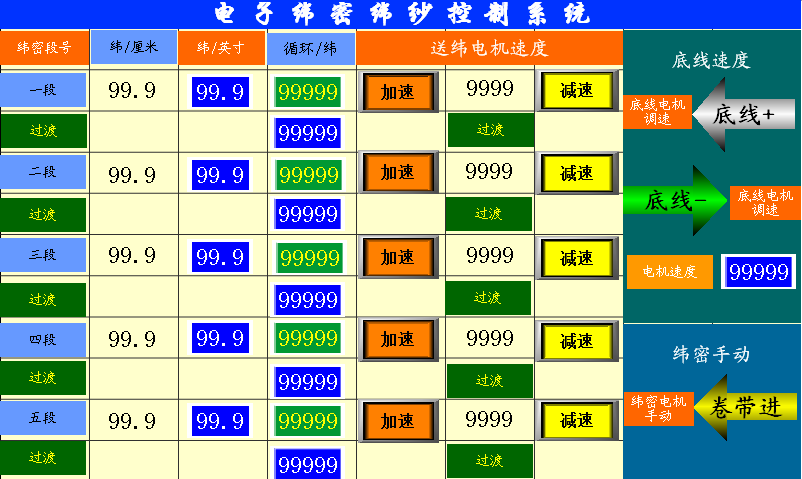 电子纬密纬纱控制系统
纬密段号 纬/厘米 纬/英寸 循环/纬 送纬电机速度
一段 99.9 99.9 99999 加速 9999 减速
过渡 99999 过渡
二段 99.9 99.9 99999 加速 9999 减速
过渡 99999 过渡
三段 99.9 99.9 99999 加速 9999 减速
过渡 99999 过渡
四段 99.9 99.9 99999 加速 9999 减速
过渡 99999 过渡
五段 99.9 99.9 99999 加速 9999 减速
过渡 99999 过渡
底线速度
底线电机
调速
底线+
底线-
底线电机
调速
电机速度 99999
纬密手动
纬密电机
手动
卷带进